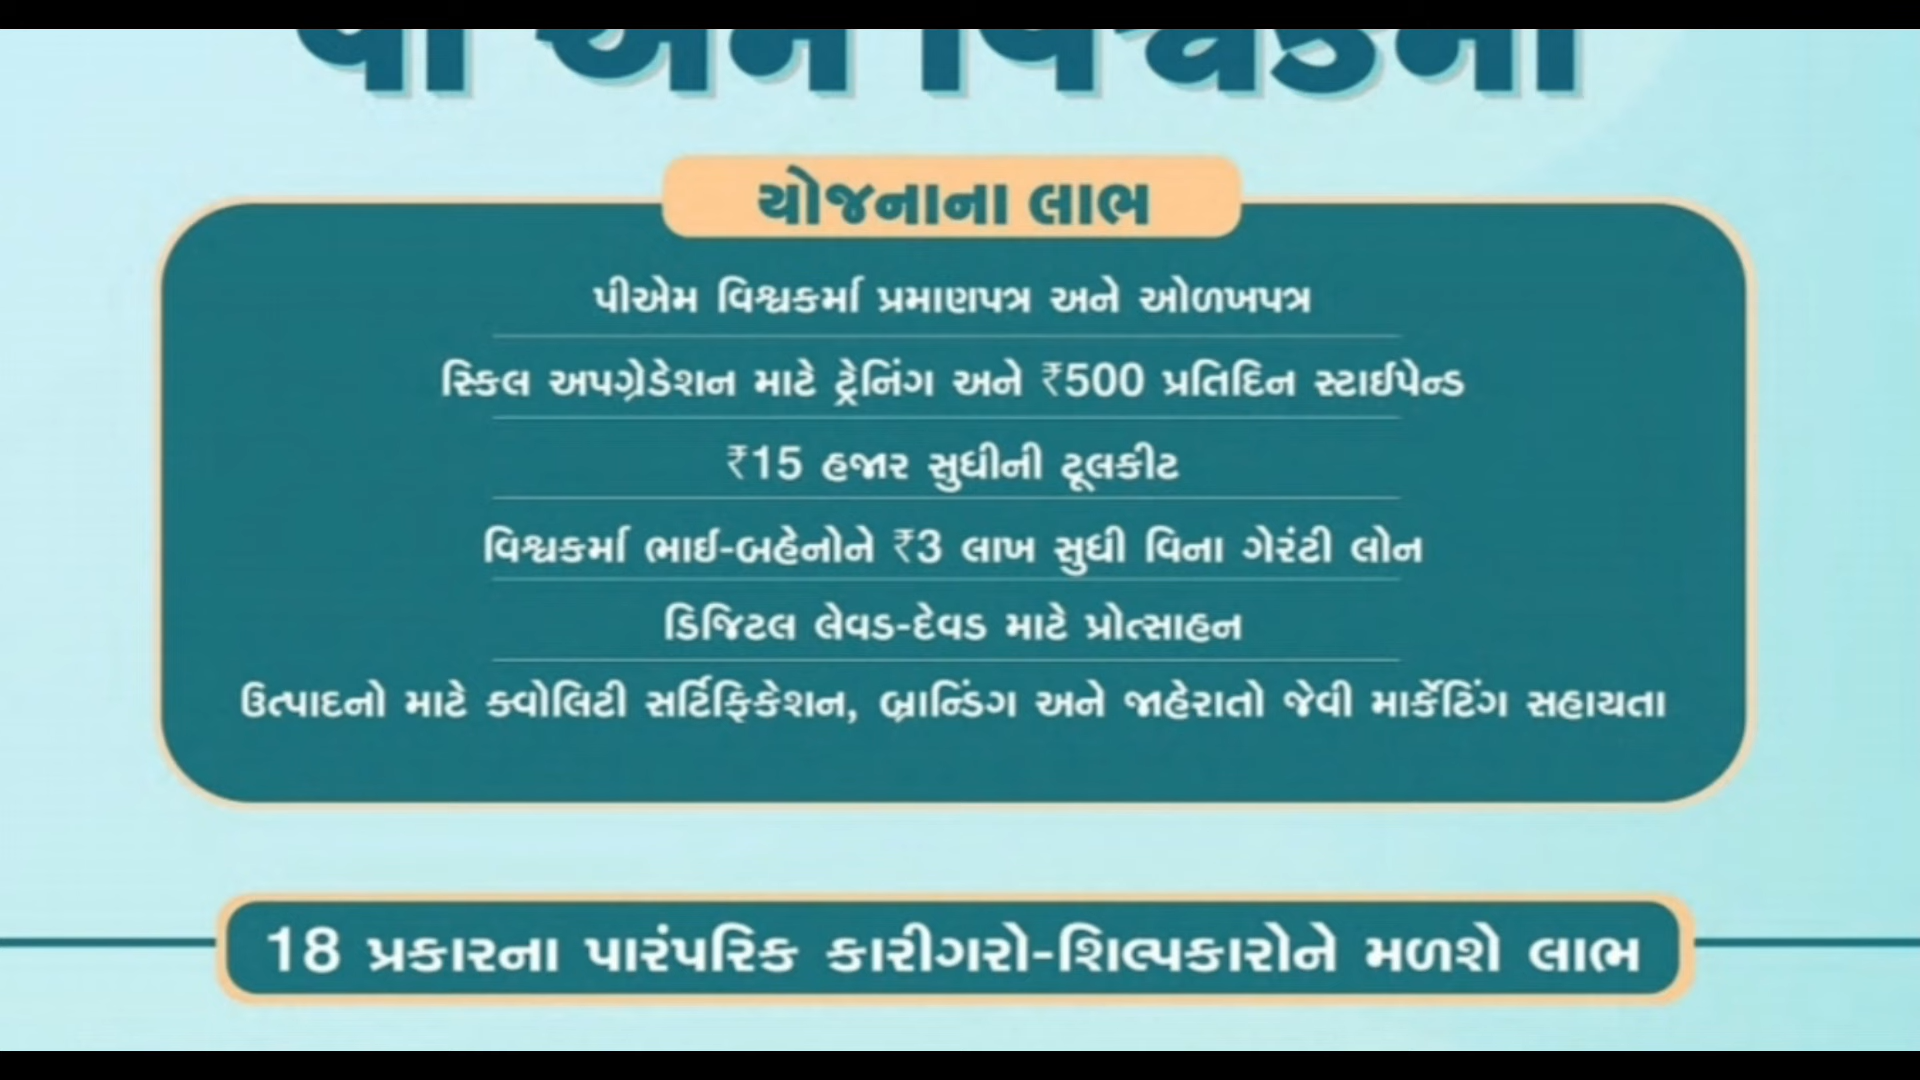 યોજનાના લાભ
પીએમ વિશ્વકર્મા પ્રમાણપત્ર અને ઓળખપત્ર
સ્કિલ અપગ્રેડેશન માટે ટ્રેનિંગ અને ₹500 પ્રતિદિન સ્ટાઈપેન્ડ
₹15 હજાર સુધીની ટૂલકીટ
વિશ્વકર્મા ભાઈ-બહેનોને ₹3 લાખ સુધી વિના ગેરંટી લોન
ડિજિટલ લેવડ-દેવડ માટે પ્રોત્સાહન
ઉત્પાદનો માટે ક્વોલિટી સર્ટિફિકેશન, બ્રાન્ડિંગ અને જાહેરાતો જેવી માર્કેટિંગ સહાયતા
18 પ્રકારના પારંપરિક કારીગરો-શિલ્પકારોને મળશે લાભ